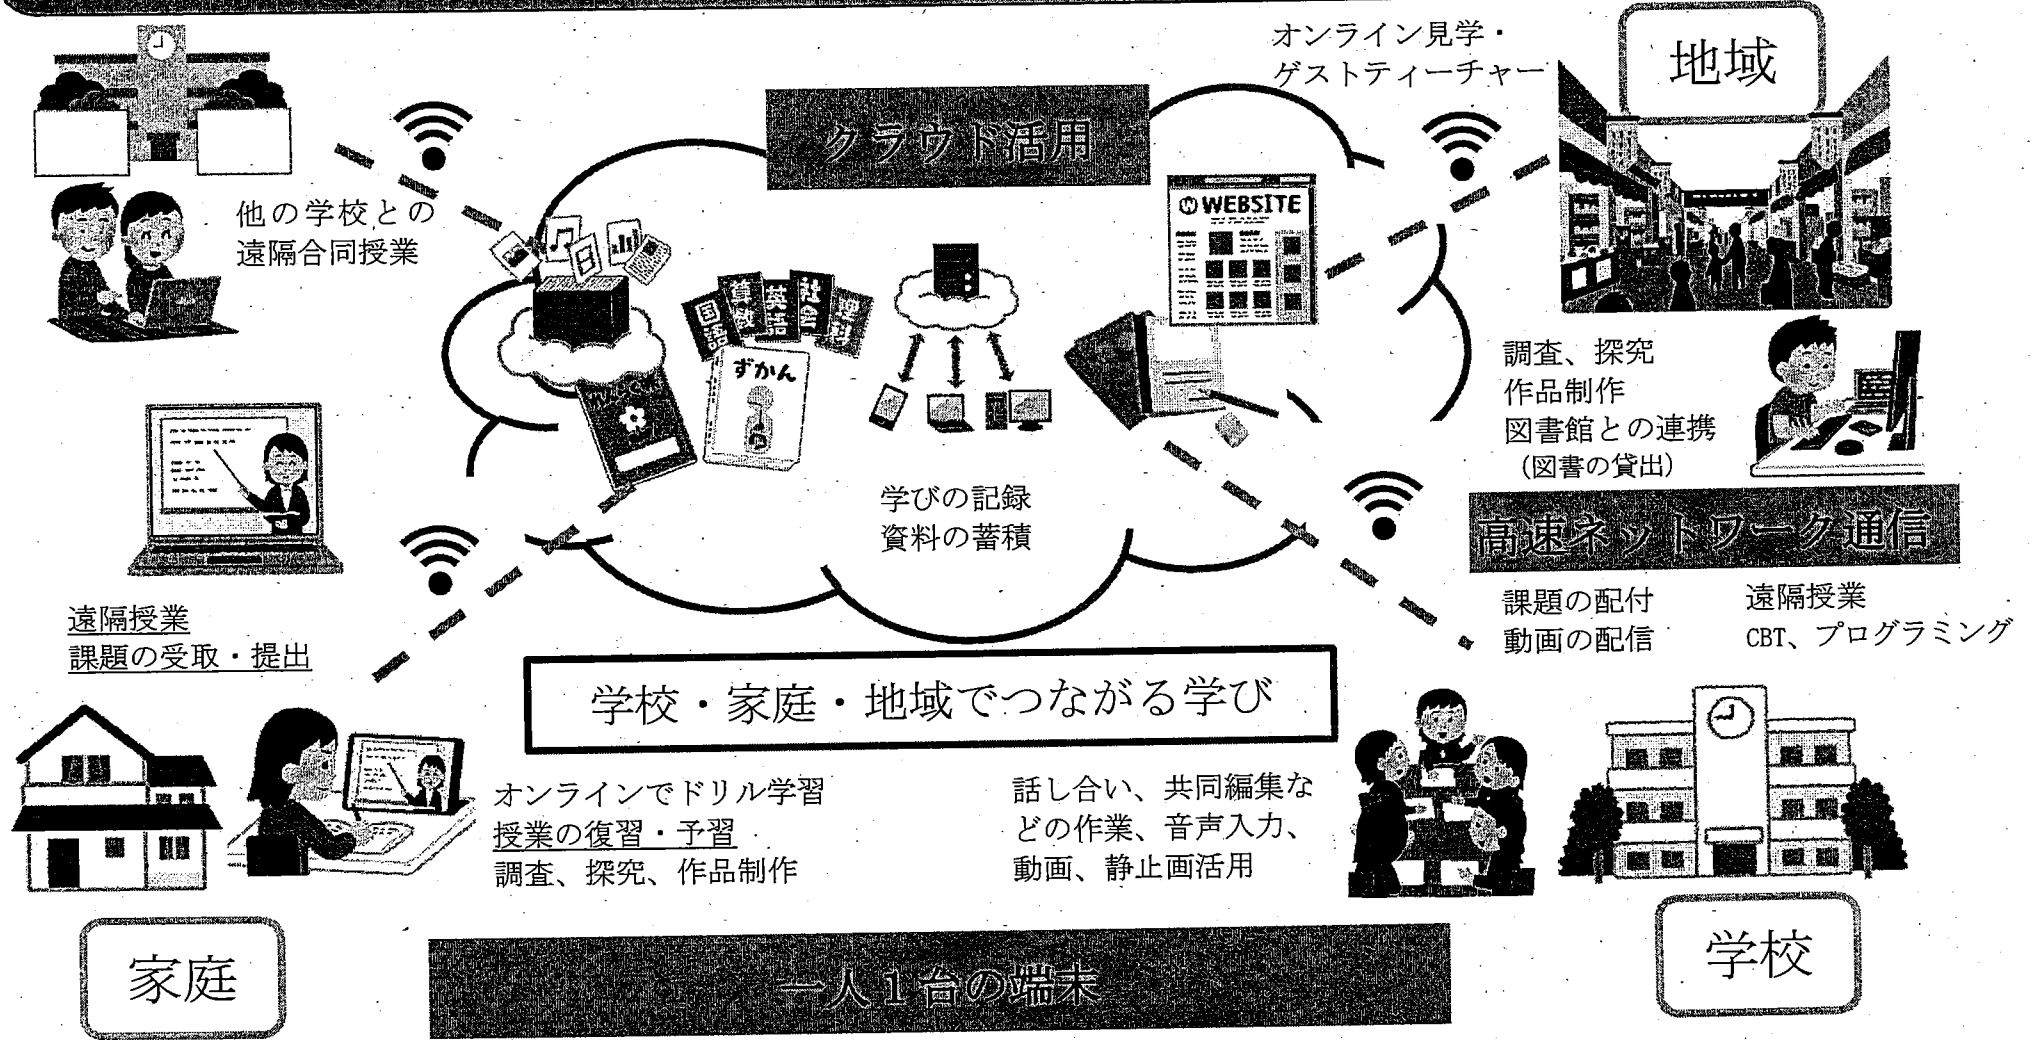 オンライン見学・
ゲストティーチャー
地域
クラウド活用
他の学校との
遠隔合同授業
WEBSITE
国語
算数
英語
社会
理科
ずかん
調査、探究
作品制作
図書館との連携
(図書の貸出)
学びの記録
資料の蓄積
高速ネットワーク通信
課題の配付
動画の配信
遠隔授業
CBT、プログラミング
遠隔授業
課題の受取・提出
学校・家庭・地域でつながる学び
オンラインでドリル学習
授業の復習・予習
調査、探究、作品制作
話し合い、共同編集な
どの作業、音声入力、
動画、静止画活用
家庭
一人1台の端末
学校